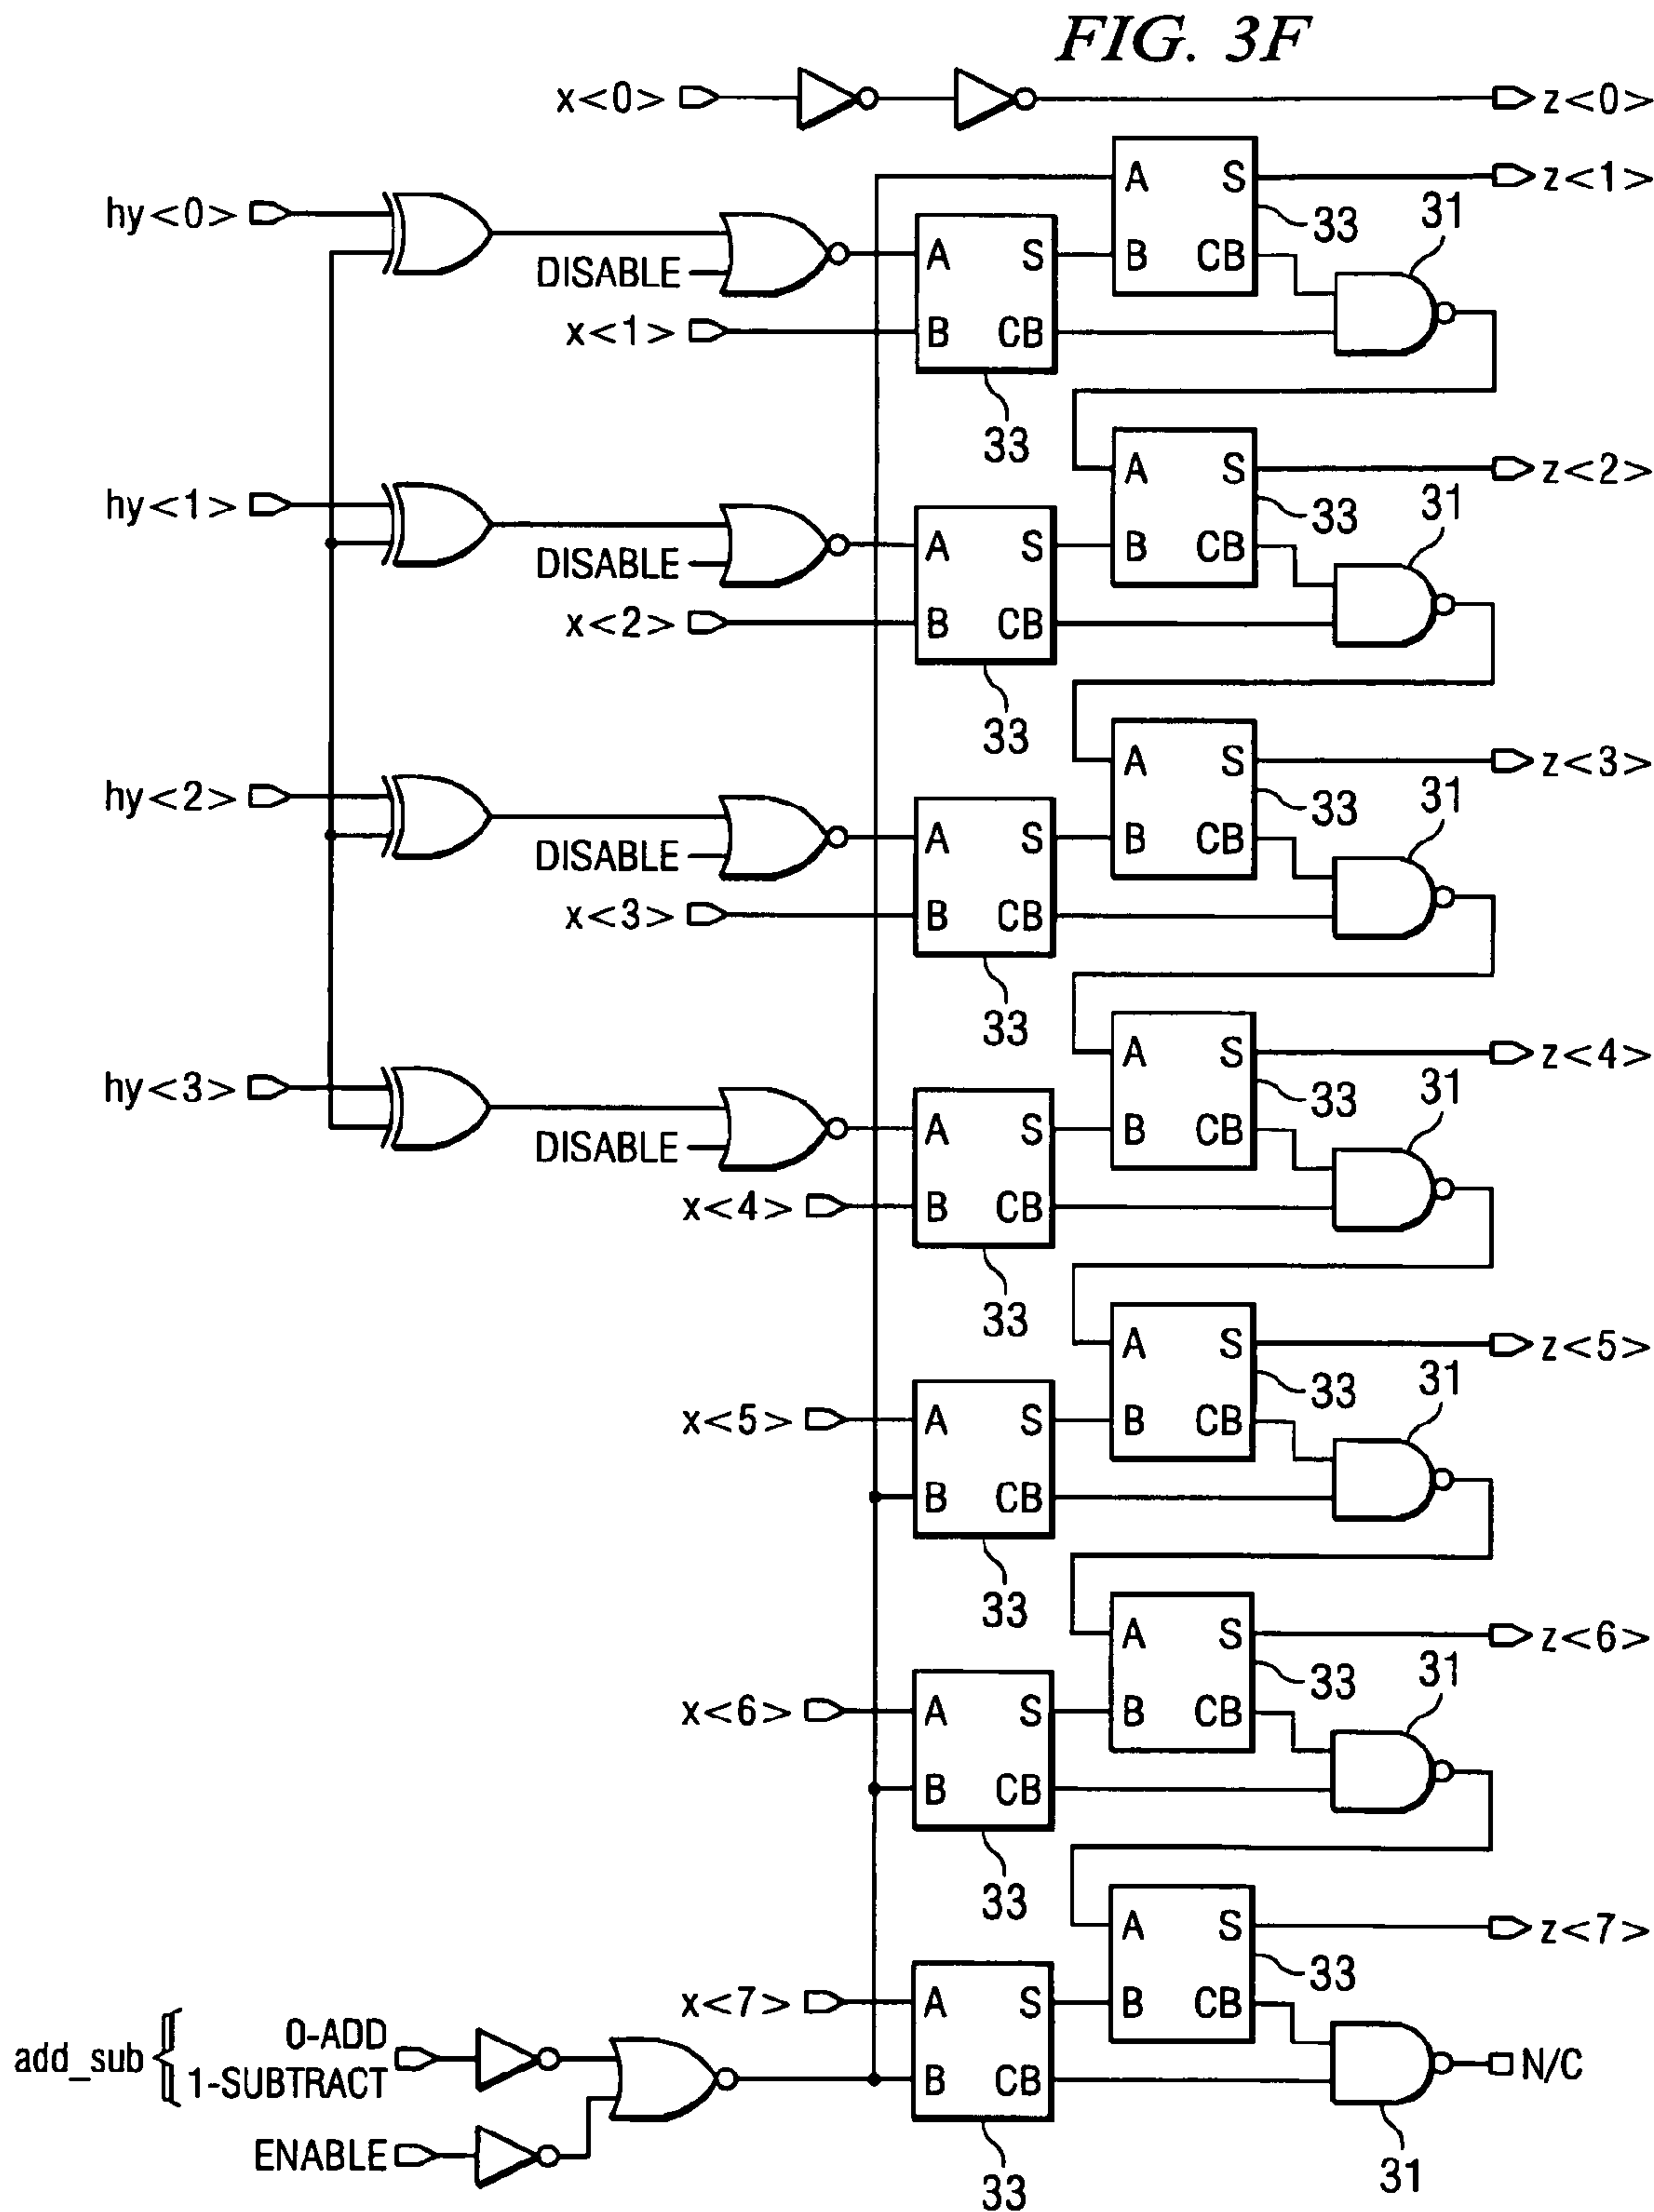 FIG. 3F
x<0> z<0>
A S z<1>
hy<0> 33 31
DISABLE A S B CB
x<1> B CB
33
A S z<2>
hy<1> 33 31
DISABLE A S B CB
x<2> B CB
33
A S z<3>
hy<2> 33 31
DISABLE A S B CB
x<3> B CB
33
A S z<4>
hy<3> 33 31
DISABLE A S B CB
x<4> B CB
33
A S z<5>
33 31
x<5> A S B CB
B CB
33
A S z<6>
33 31
x<6> A S B CB
B CB
33
A S z<7>
33
x<7> A S B CB
add_sub { 0-ADD
1-SUBTRACT B CB N/C
ENABLE 33 31